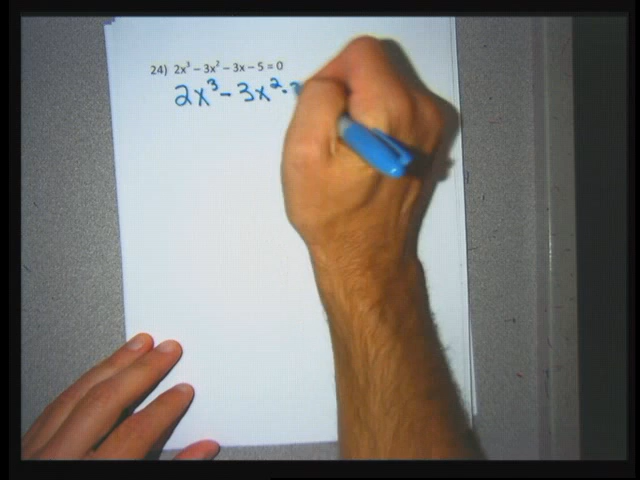 24) 2x³ – 3x² – 3x – 5 = 0
2x³ - 3x² -